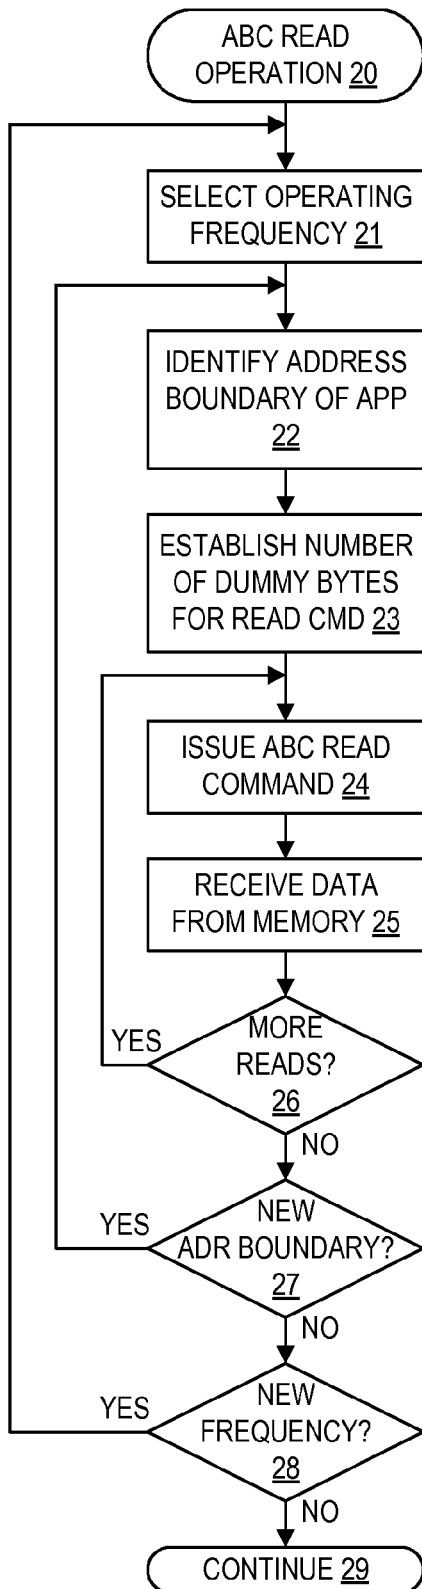 ABC READ
OPERATION 20
SELECT OPERATING
FREQUENCY 21
IDENTIFY ADDRESS
BOUNDARY OF APP
22
ESTABLISH NUMBER
OF DUMMY BYTES
FOR READ CMD 23
ISSUE ABC READ
COMMAND 24
RECEIVE DATA
FROM MEMORY 25
YES
MORE
READS?
26
NO
YES
NEW
ADR BOUNDARY?
27
NO
YES
NEW
FREQUENCY?
28
NO
CONTINUE 29